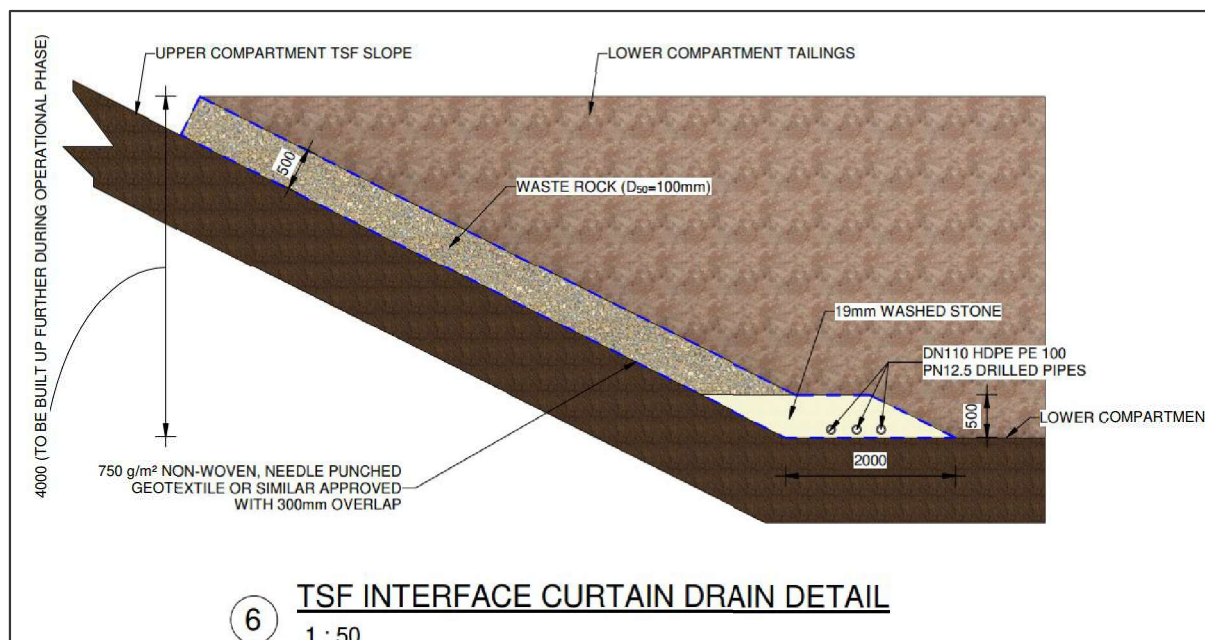 UPPER COMPARTMENT TSF SLOPE
LOWER COMPARTMENT TAILINGS
4000 (TO BE BUILT UP FURTHER DURING OPERATIONAL PHASE)
500
WASTE ROCK (D₅₀=100mm)
19mm WASHED STONE
DN110 HDPE PE 100
PN12.5 DRILLED PIPES
500
LOWER COMPARTMEN
2000
750 g/m² NON-WOVEN, NEEDLE PUNCHED
GEOTEXTILE OR SIMILAR APPROVED
WITH 300mm OVERLAP
6
TSF INTERFACE CURTAIN DRAIN DETAIL
1 : 50